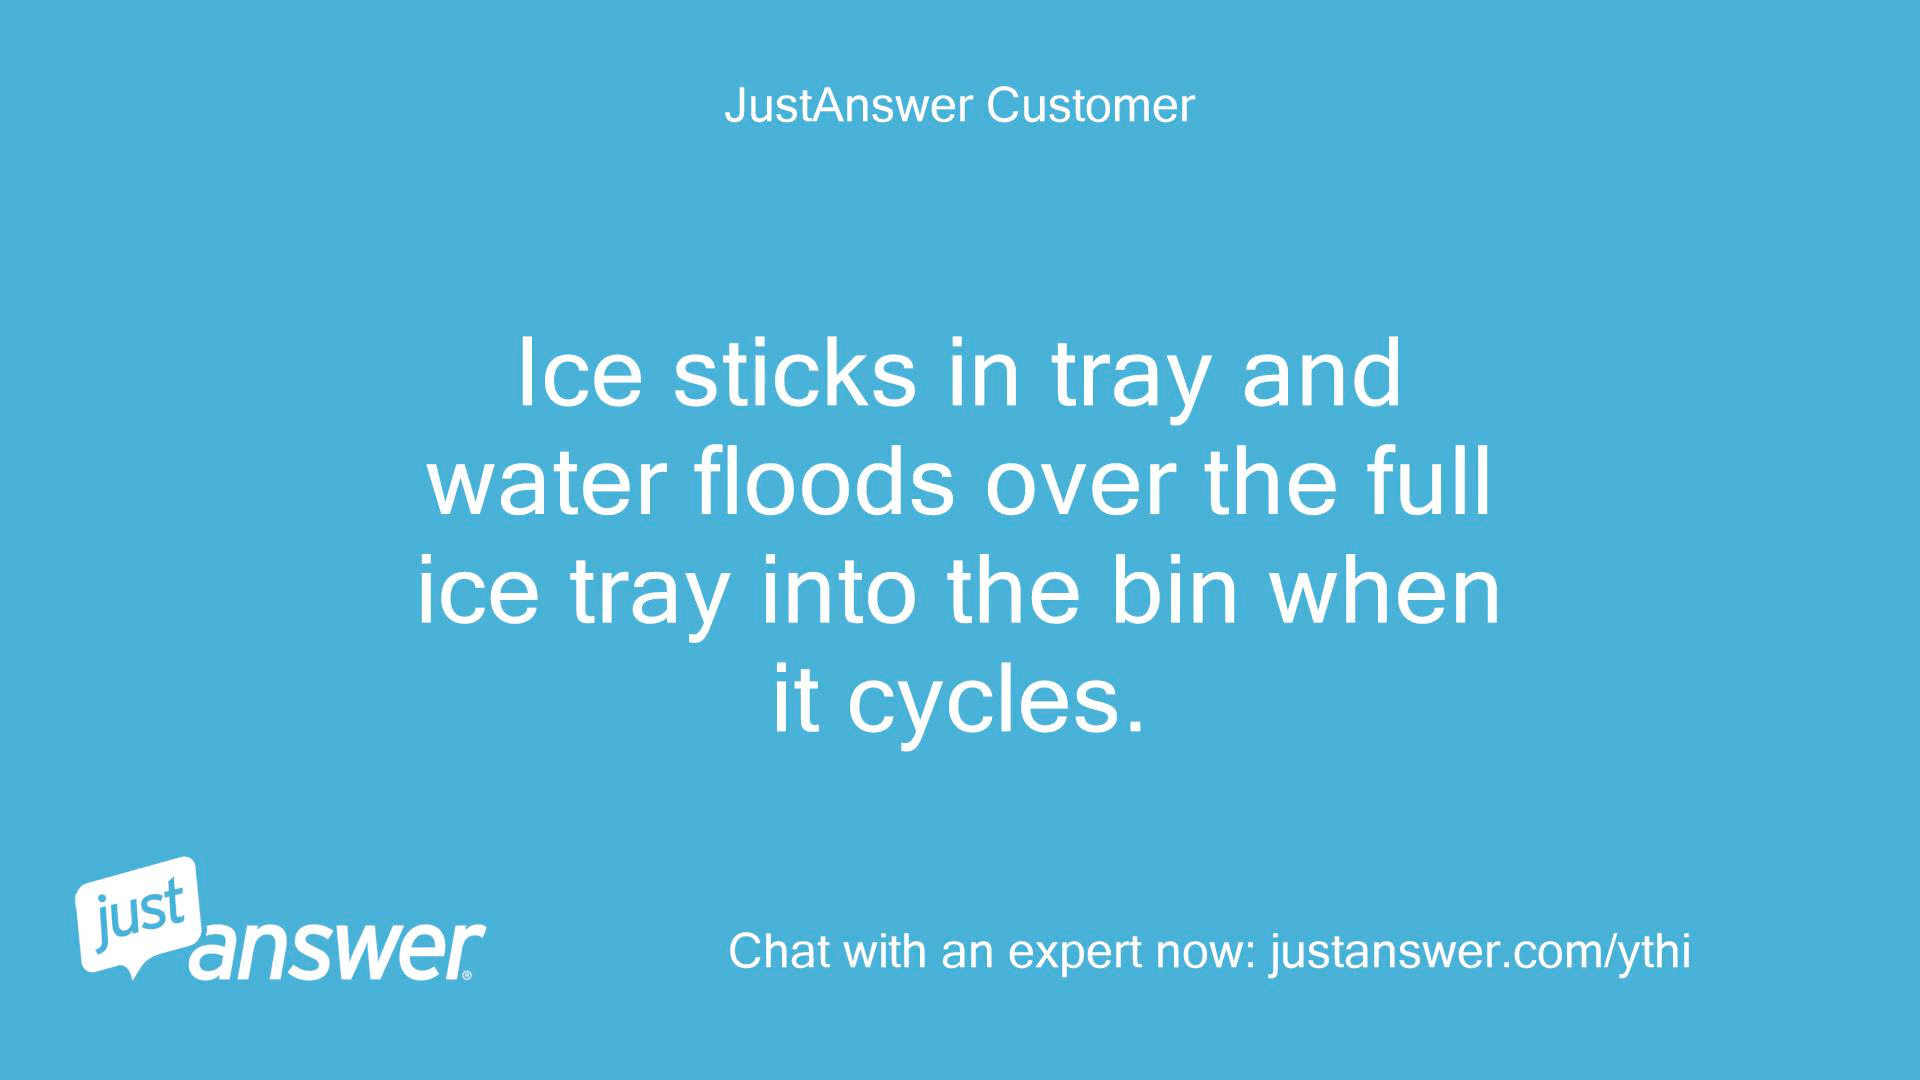 JustAnswer Customer
Ice sticks in tray and
water floods over the full
ice tray into the bin when
it cycles.
just
answer®
Chat with an expert now: justanswer.com/ythi